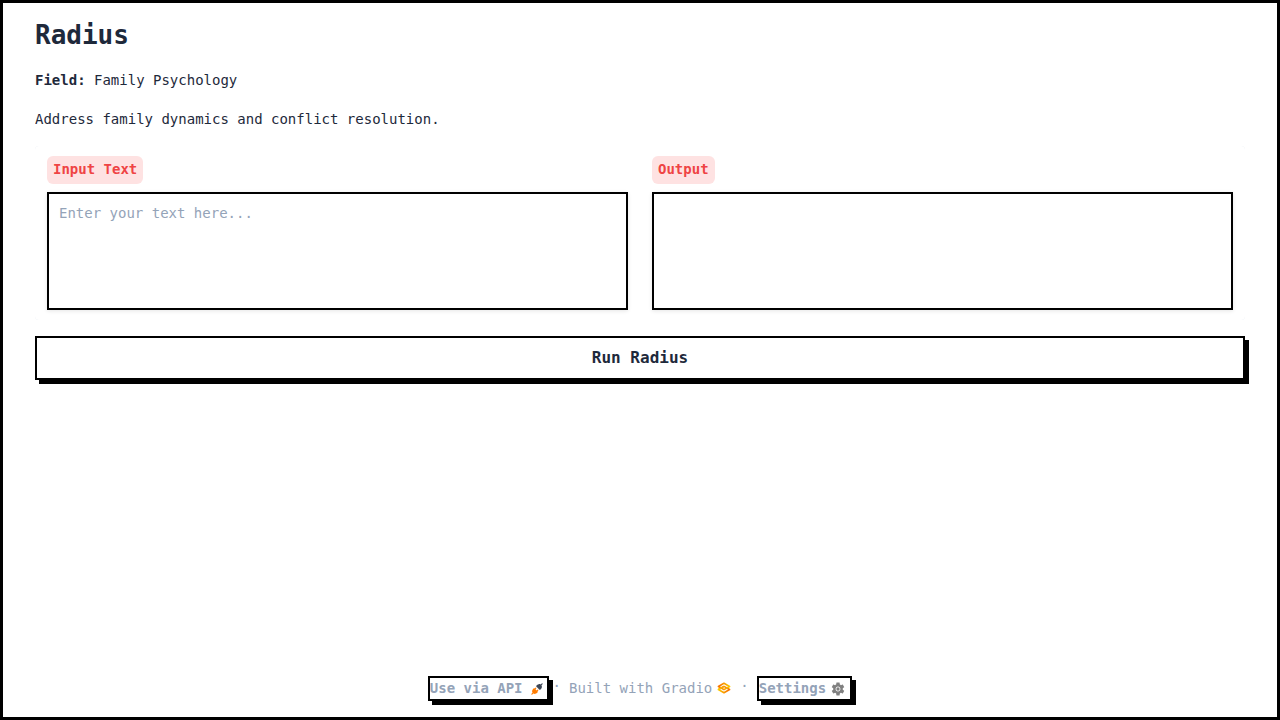 Radius
Field: Family Psychology
Address family dynamics and conflict resolution.
Input Text
Output
Enter your text here...
Run Radius
Use via API · Built with Gradio · Settings